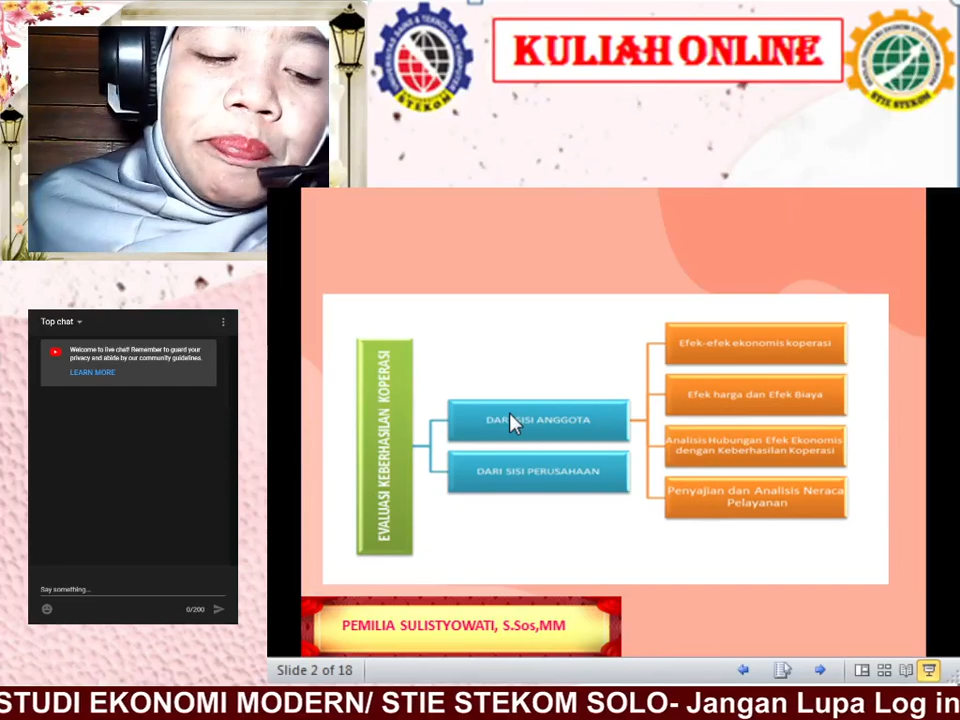 KULIAH ONLINE
STEKOM
STIE STEKOM
Top chat
Welcome to live chat! Remember to guard your
privacy and abide by our community guidelines.
LEARN MORE
Say something...
0/200
EVALUASI KEBERHASILAN KOPERASI
DARI SISI ANGGOTA
DARI SISI PERUSAHAAN
Efek-efek ekonomis koperasi
Efek harga dan Efek Biaya
Analisis Hubungan Efek Ekonomis
dengan Keberhasilan Koperasi
Penyajian dan Analisis Neraca
Pelayanan
PEMILIA SULISTYOWATI, S.Sos,MM
Slide 2 of 18
STUDI EKONOMI MODERN/ STIE STEKOM SOLO- Jangan Lupa Log in